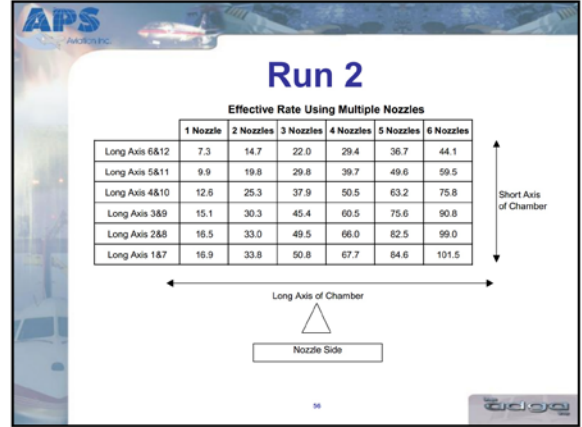 APS
Aviation Inc.
Run 2
Effective Rate Using Multiple Nozzles
1 Nozzle 2 Nozzles 3 Nozzles 4 Nozzles 5 Nozzles 6 Nozzles
Long Axis 6&12 7.3 14.7 22.0 29.4 36.7 44.1
Long Axis 5&11 9.9 19.8 29.8 39.7 49.6 59.5
Long Axis 4&10 12.6 25.3 37.9 50.5 63.2 75.8
Long Axis 3&9 15.1 30.3 45.4 60.5 75.6 90.8
Long Axis 2&8 16.5 33.0 49.5 66.0 82.5 99.0
Long Axis 1&7 16.9 33.8 50.8 67.7 84.6 101.5
Short Axis
of Chamber
Long Axis of Chamber
Nozzle Side
56
adga